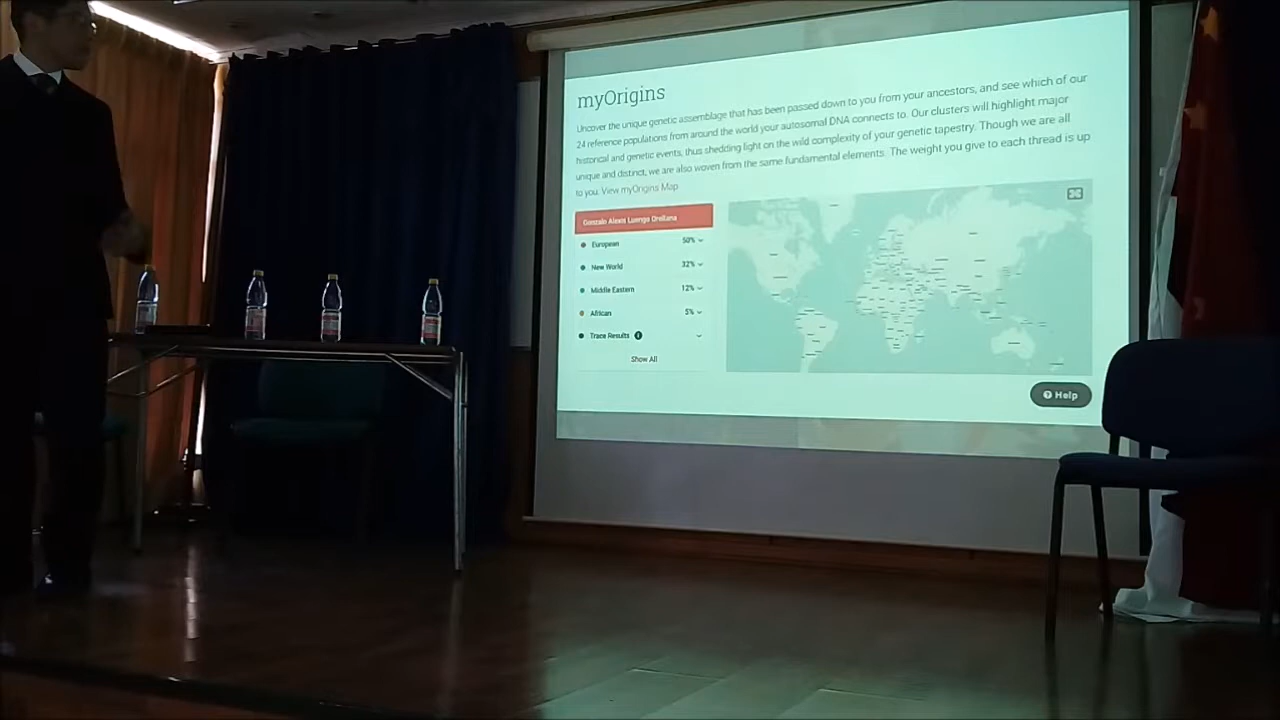 myOrigins
Uncover the unique genetic assemblage that has been passed down to you from your ancestors, and see which of our
24 reference populations from around the world your autosomal DNA connects to. Our clusters will highlight major
historical and genetic events, thus shedding light on the wild complexity of your genetic tapestry. Though we are all
unique and distinct, we are also woven from the same fundamental elements. The weight you give to each thread is up
to you. View myOrigins Map
Gonzalo Alexis Luengo Orellana
European 50%
New World 32%
Middle Eastern 12%
African 5%
Trace Results
Show All
Help